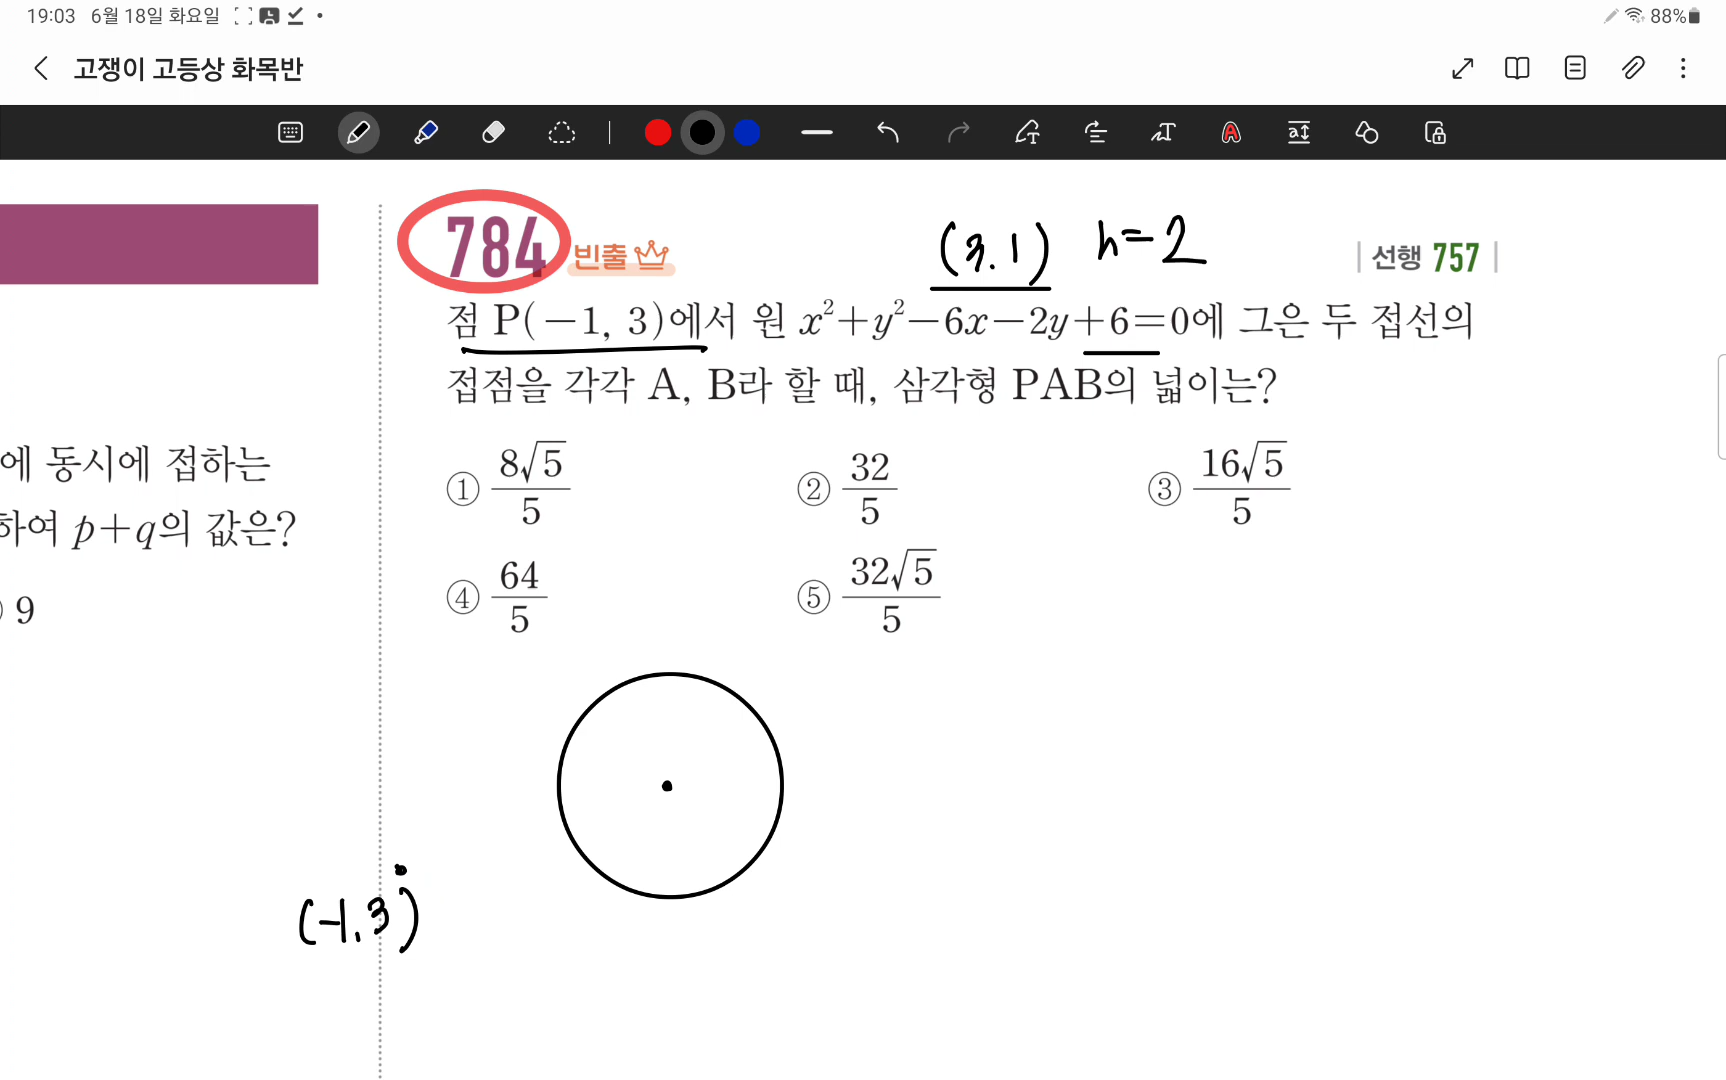 19:03 6월 18일 화요일
88%
고쟁이 고등상 화목반
784 빈출
(3.1) h=2
선행 757
점 P(−1, 3)에서 원 x²+y²−6x−2y+6=0에 그은 두 접선의
접점을 각각 A, B라 할 때, 삼각형 PAB의 넓이는?
① 8√5/5 ② 32/5 ③ 16√5/5
④ 64/5 ⑤ 32√5/5
에 동시에 접하는
하여 p+q의 값은?
9
(-1.3)